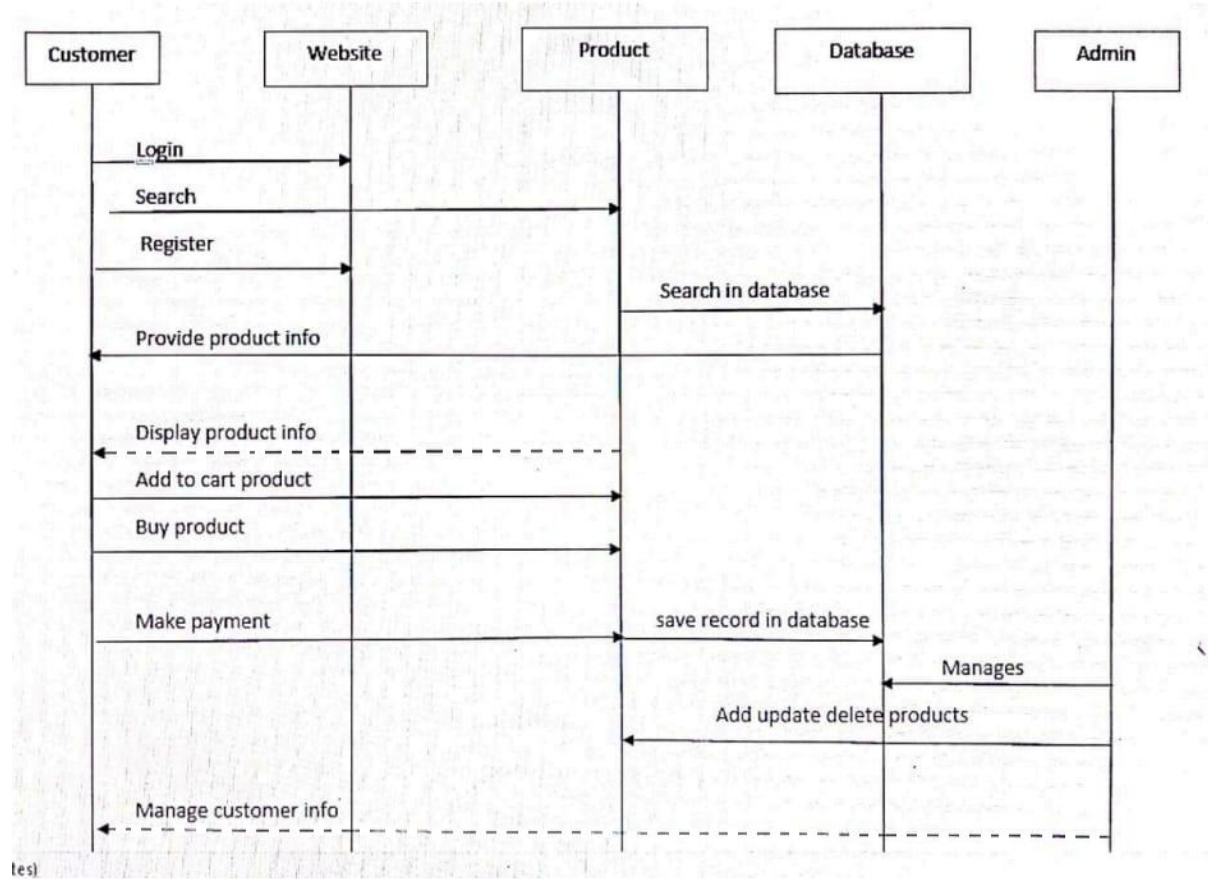 Customer
Website
Product
Database
Admin
Login
Search
Register
Search in database
Provide product info
Display product info
Add to cart product
Buy product
Make payment
save record in database
Manages
Add update delete products
Manage customer info
tes)